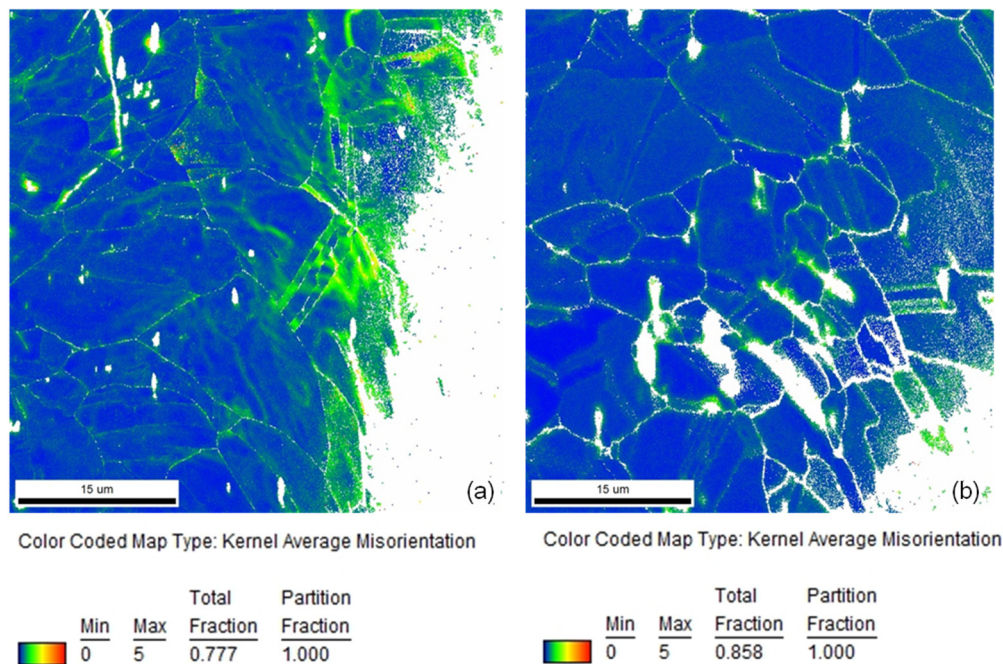 15 um
(a)
15 um
(b)
Color Coded Map Type: Kernel Average Misorientation
Total Partition
Min Max Fraction Fraction
0 5 0.777 1.000
Color Coded Map Type: Kernel Average Misorientation
Total Partition
Min Max Fraction Fraction
0 5 0.858 1.000